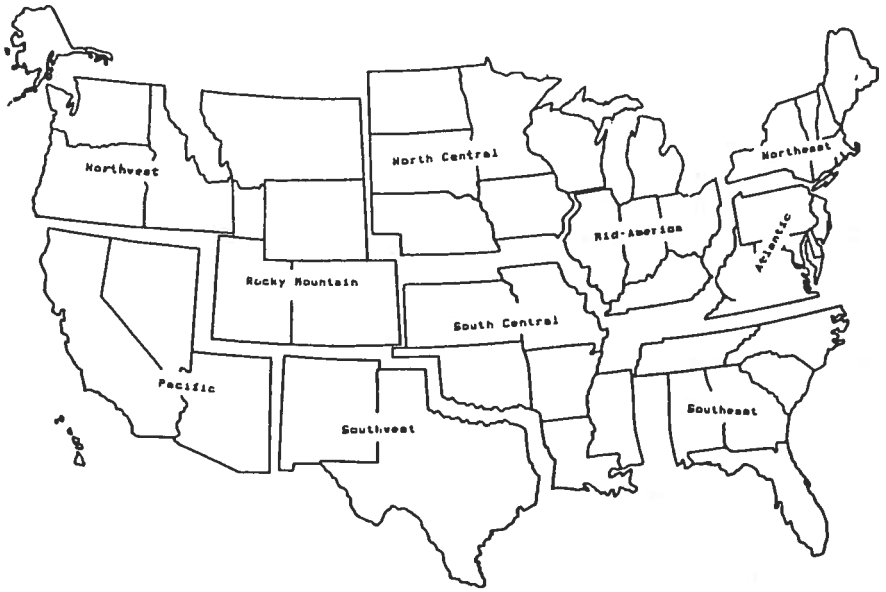 Northwest
North Central
Northeast
Mid-America
Atlantic
Rocky Mountain
South Central
Pacific
Southwest
Southeast